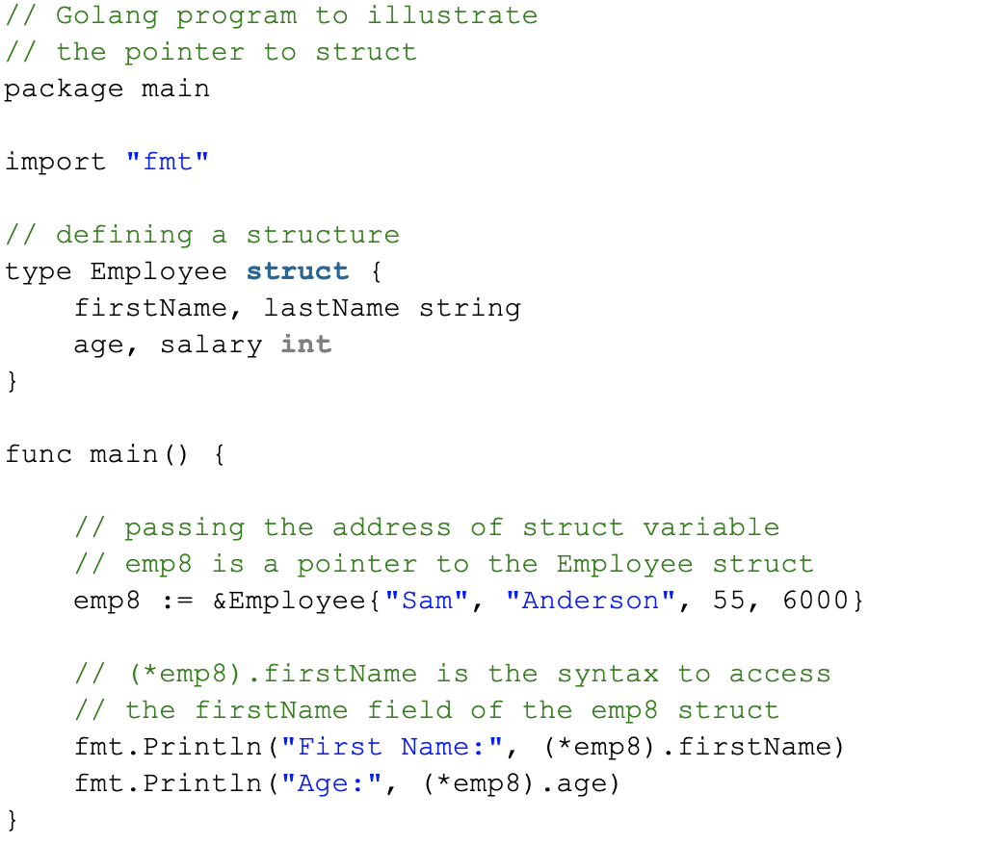 // Golang program to illustrate
// the pointer to struct
package main
import "fmt"
// defining a structure
type Employee struct {
    firstName, lastName string
    age, salary int
}
func main() {
    // passing the address of struct variable
    // emp8 is a pointer to the Employee struct
    emp8 := &Employee{"Sam", "Anderson", 55, 6000}
    // (*emp8).firstName is the syntax to access
    // the firstName field of the emp8 struct
    fmt.Println("First Name:", (*emp8).firstName)
    fmt.Println("Age:", (*emp8).age)
}